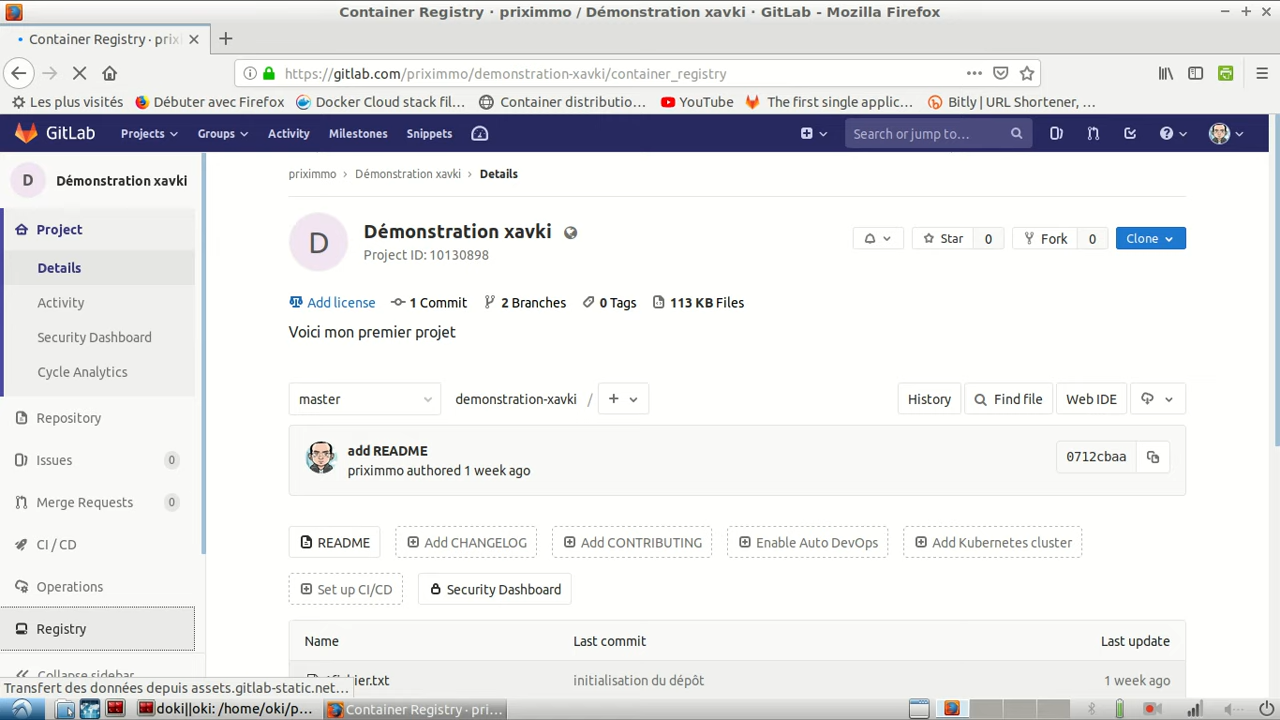 Container Registry · priximmo / Démonstration xavki · GitLab - Mozilla Firefox
Container Registry · prix
https://gitlab.com/priximmo/demonstration-xavki/container_registry
Les plus visités Débuter avec Firefox Docker Cloud stack fil… Container distributio… YouTube The first single applic… Bitly | URL Shortener, …
GitLab Projects Groups Activity Milestones Snippets Search or jump to…
D Démonstration xavki
priximmo › Démonstration xavki › Details
Project
Details
Activity
Security Dashboard
Cycle Analytics
Repository
Issues 0
Merge Requests 0
CI / CD
Operations
Registry
Collapse sidebar
D
Démonstration xavki
Project ID: 10130898
Star 0 Fork 0 Clone
Add license 1 Commit 2 Branches 0 Tags 113 KB Files
Voici mon premier projet
master demonstration-xavki / + History Find file Web IDE
add README
priximmo authored 1 week ago
0712cbaa
README Add CHANGELOG Add CONTRIBUTING Enable Auto DevOps Add Kubernetes cluster
Set up CI/CD Security Dashboard
Name Last commit Last update
initialisation du dépôt 1 week ago
Transfert des données depuis assets.gitlab-static.net…
doki||oki: /home/oki/p… Container Registry · pri…